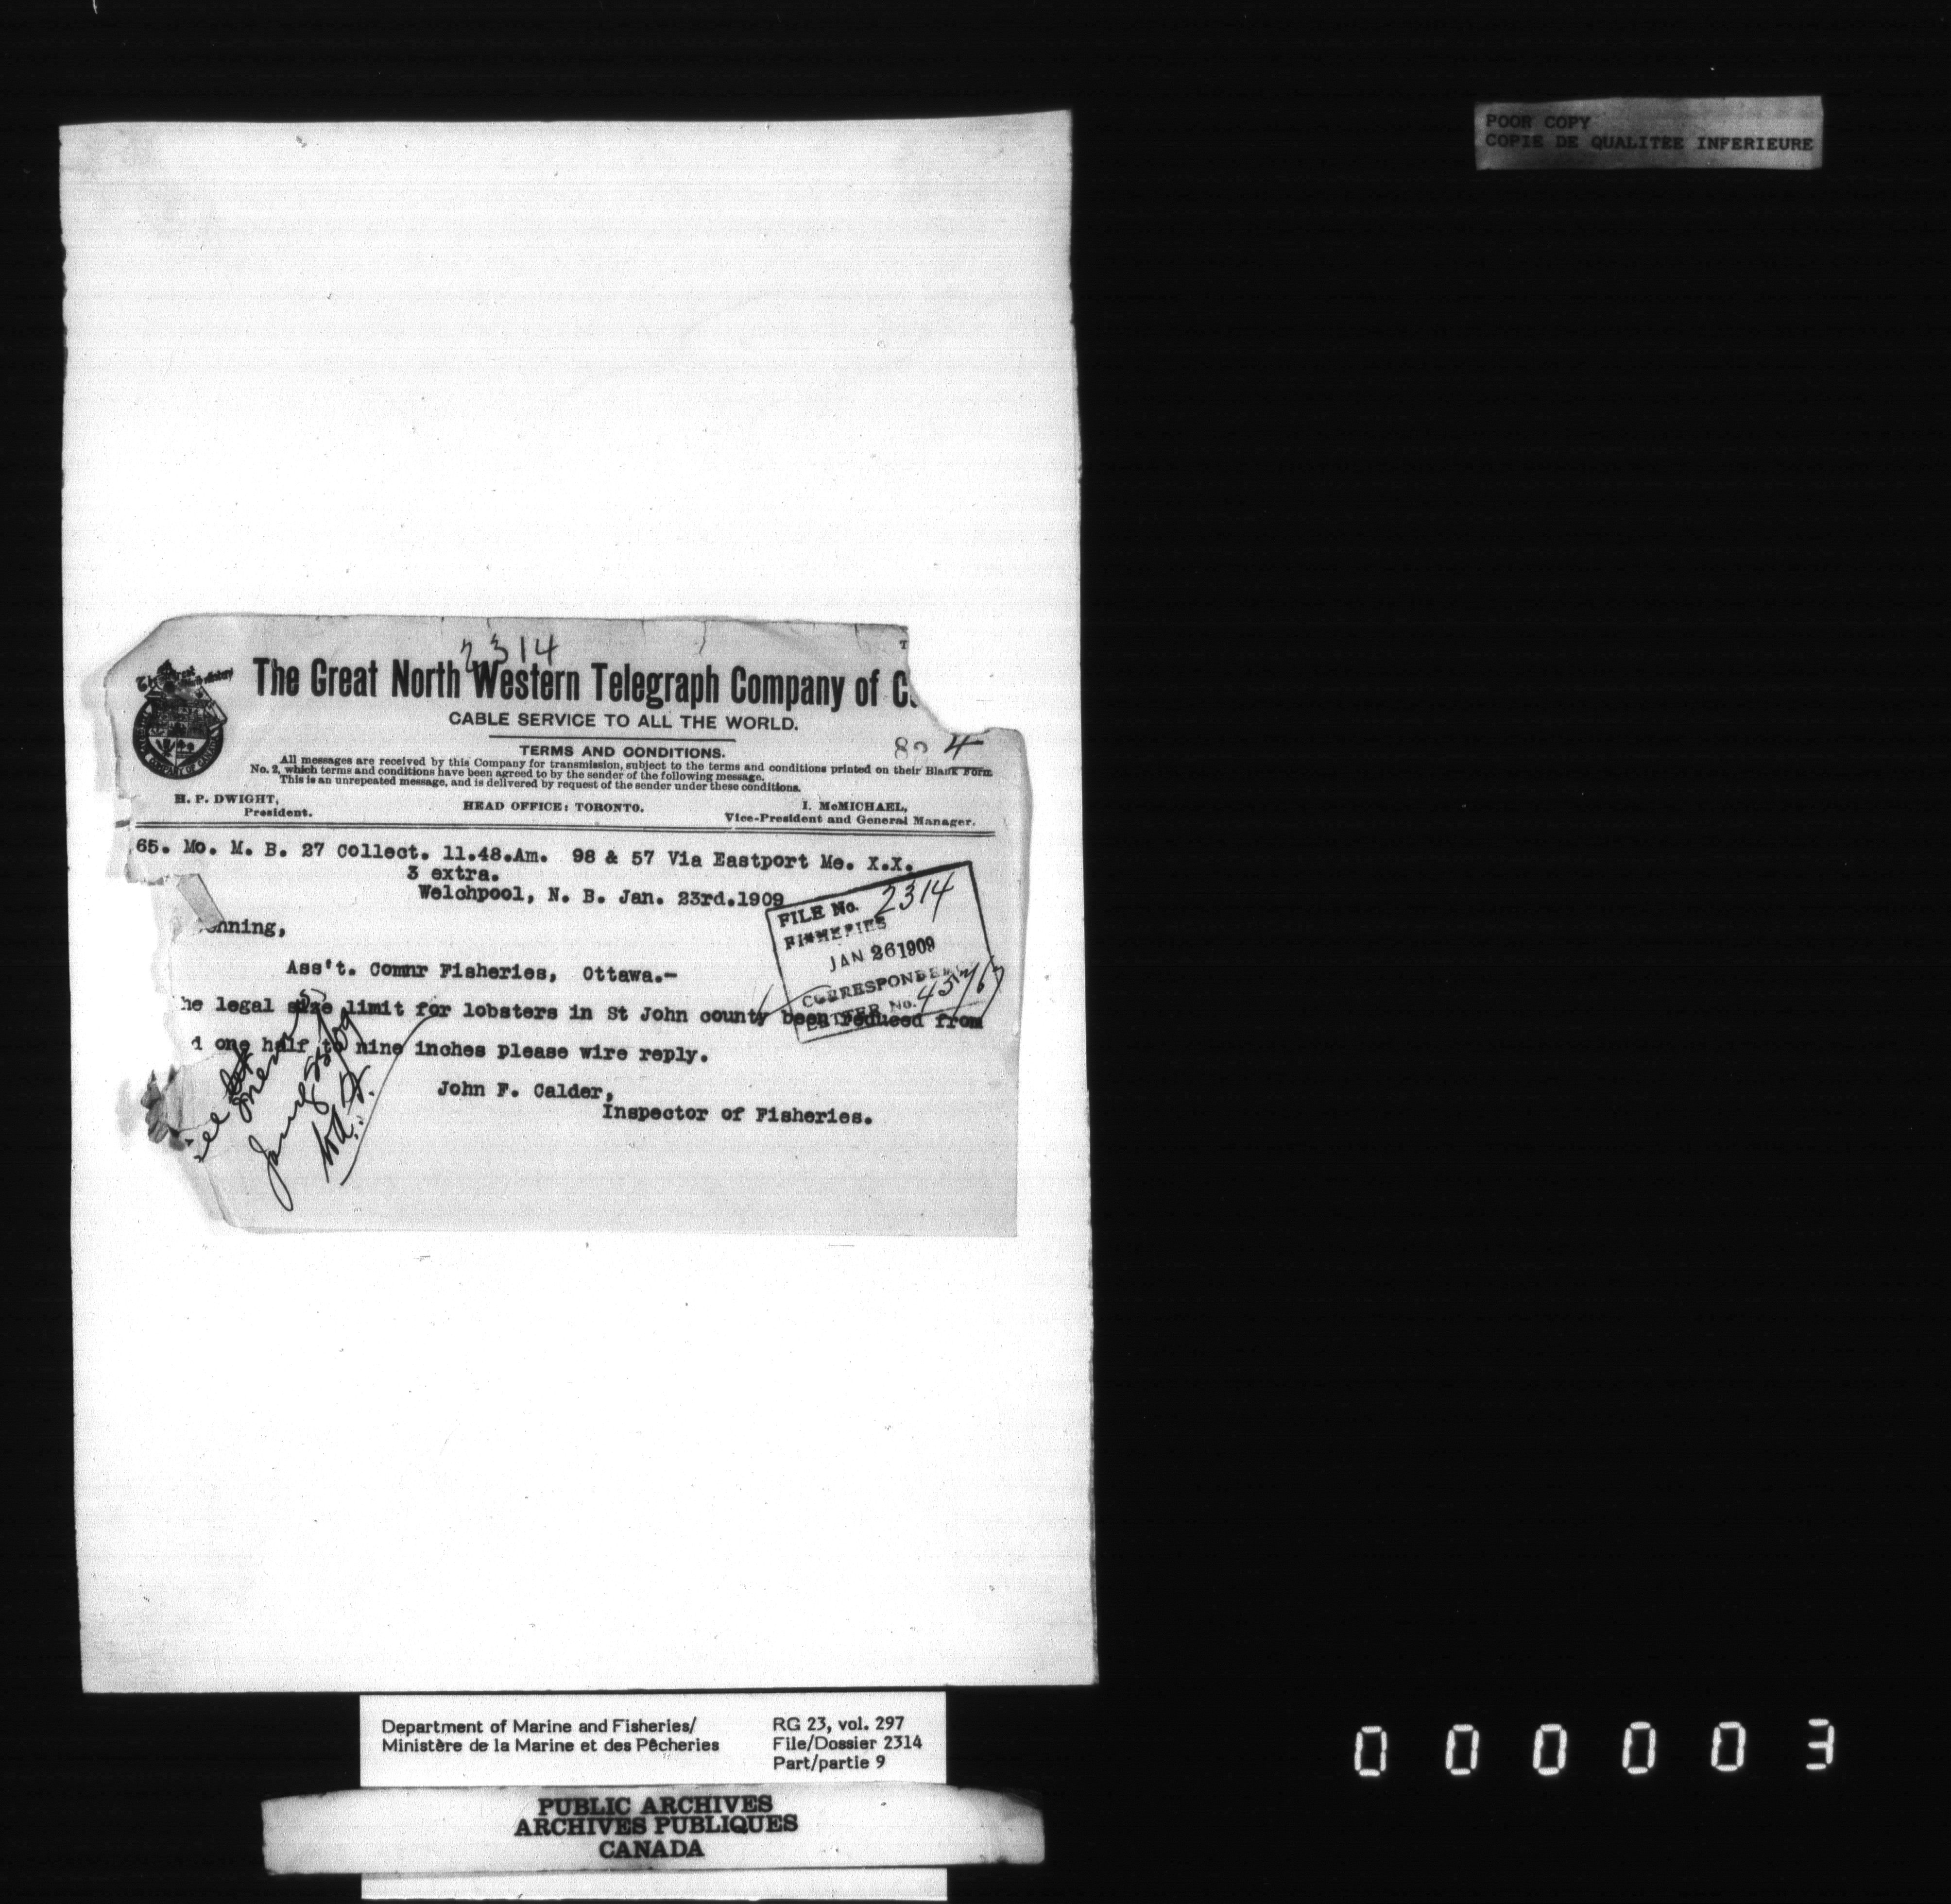 POOR COPY
COPIE DE QUALITEE INFERIEURE
2314
The Great North Western Telegraph Company of C
CABLE SERVICE TO ALL THE WORLD.
TERMS AND CONDITIONS.
4
All messages are received by this Company for transmission, subject to the terms and conditions printed on their Blank Form
No. 2, which terms and conditions have been agreed to by the sender of the following message.
This is an unrepeated message, and is delivered by request of the sender under these conditions.
H. P. DWIGHT,
President.
HEAD OFFICE: TORONTO.
I. McMICHAEL,
Vice-President and General Manager.
65. Mo. M. B. 27 Collect. 11.48.Am. 98 & 57 Via Eastport Me. X.X.
3 extra.
Welchpool, N. B. Jan. 23rd.1909
FILE No. 2314
FISHERIES
JAN 26 1909
CORRESPONDENCE
LETTER No.
nning,
Ass't. Comnr Fisheries, Ottawa.-
he legal size limit for lobsters in St John county been reduced from
one half to nine inches please wire reply.
John F. Calder,
Inspector of Fisheries.
Department of Marine and Fisheries/
Ministère de la Marine et des Pêcheries
RG 23, vol. 297
File/Dossier 2314
Part/partie 9
PUBLIC ARCHIVES
ARCHIVES PUBLIQUES
CANADA
000003